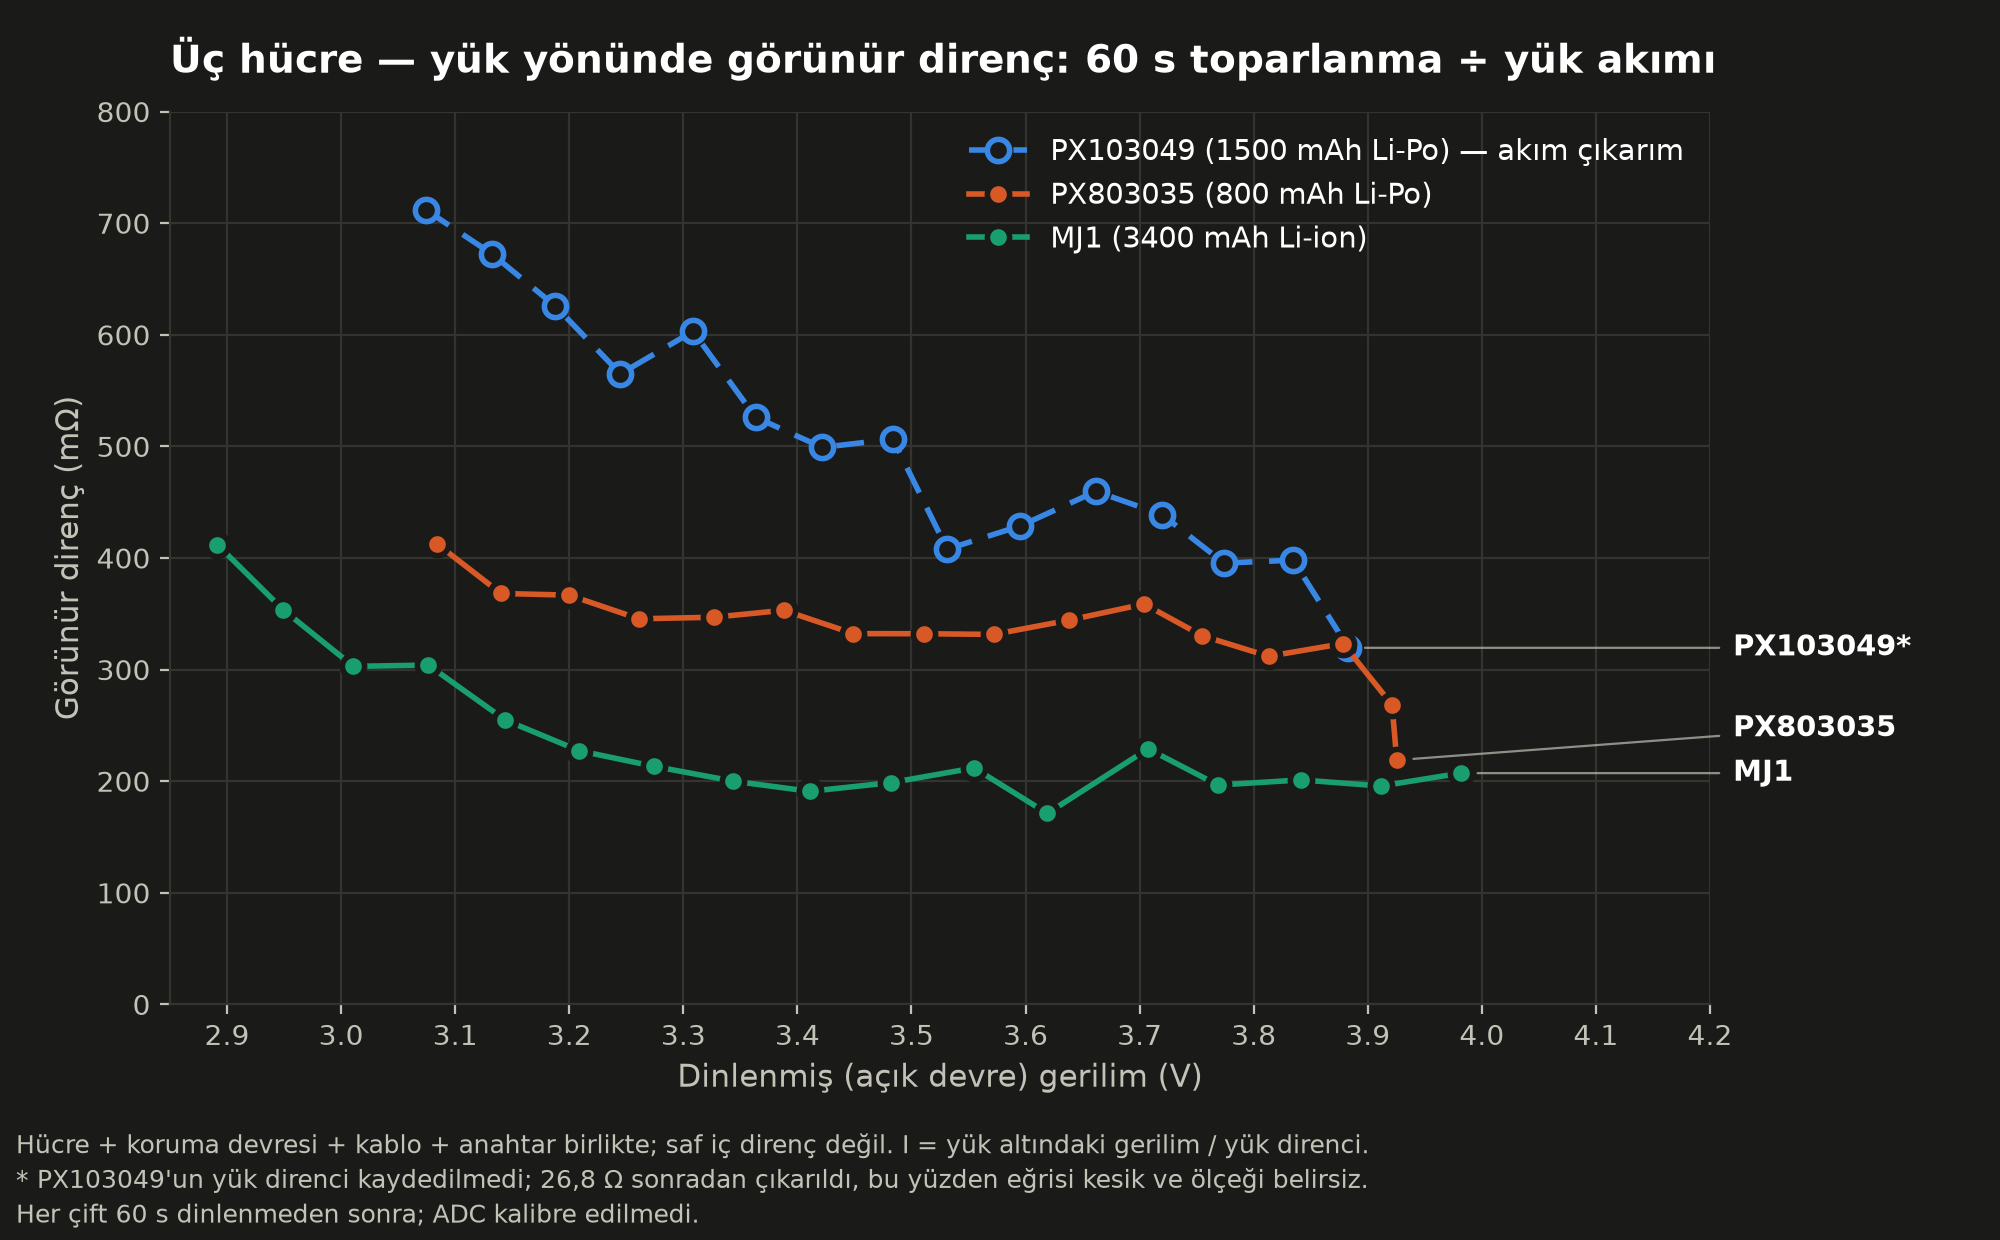 Üç hücre — yük yönünde görünür direnç: 60 s toparlanma ÷ yük akımı
800
700
600
500
400
300
200
100
0
Görünür direnç (mΩ)
PX103049 (1500 mAh Li-Po) — akım çıkarım
PX803035 (800 mAh Li-Po)
MJ1 (3400 mAh Li-ion)
PX103049*
PX803035
MJ1
2.9 3.0 3.1 3.2 3.3 3.4 3.5 3.6 3.7 3.8 3.9 4.0 4.1 4.2
Dinlenmiş (açık devre) gerilim (V)
Hücre + koruma devresi + kablo + anahtar birlikte; saf iç direnç değil. I = yük altındaki gerilim / yük direnci.
* PX103049'un yük direnci kaydedilmedi; 26,8 Ω sonradan çıkarıldı, bu yüzden eğrisi kesik ve ölçeği belirsiz.
Her çift 60 s dinlenmeden sonra; ADC kalibre edilmedi.